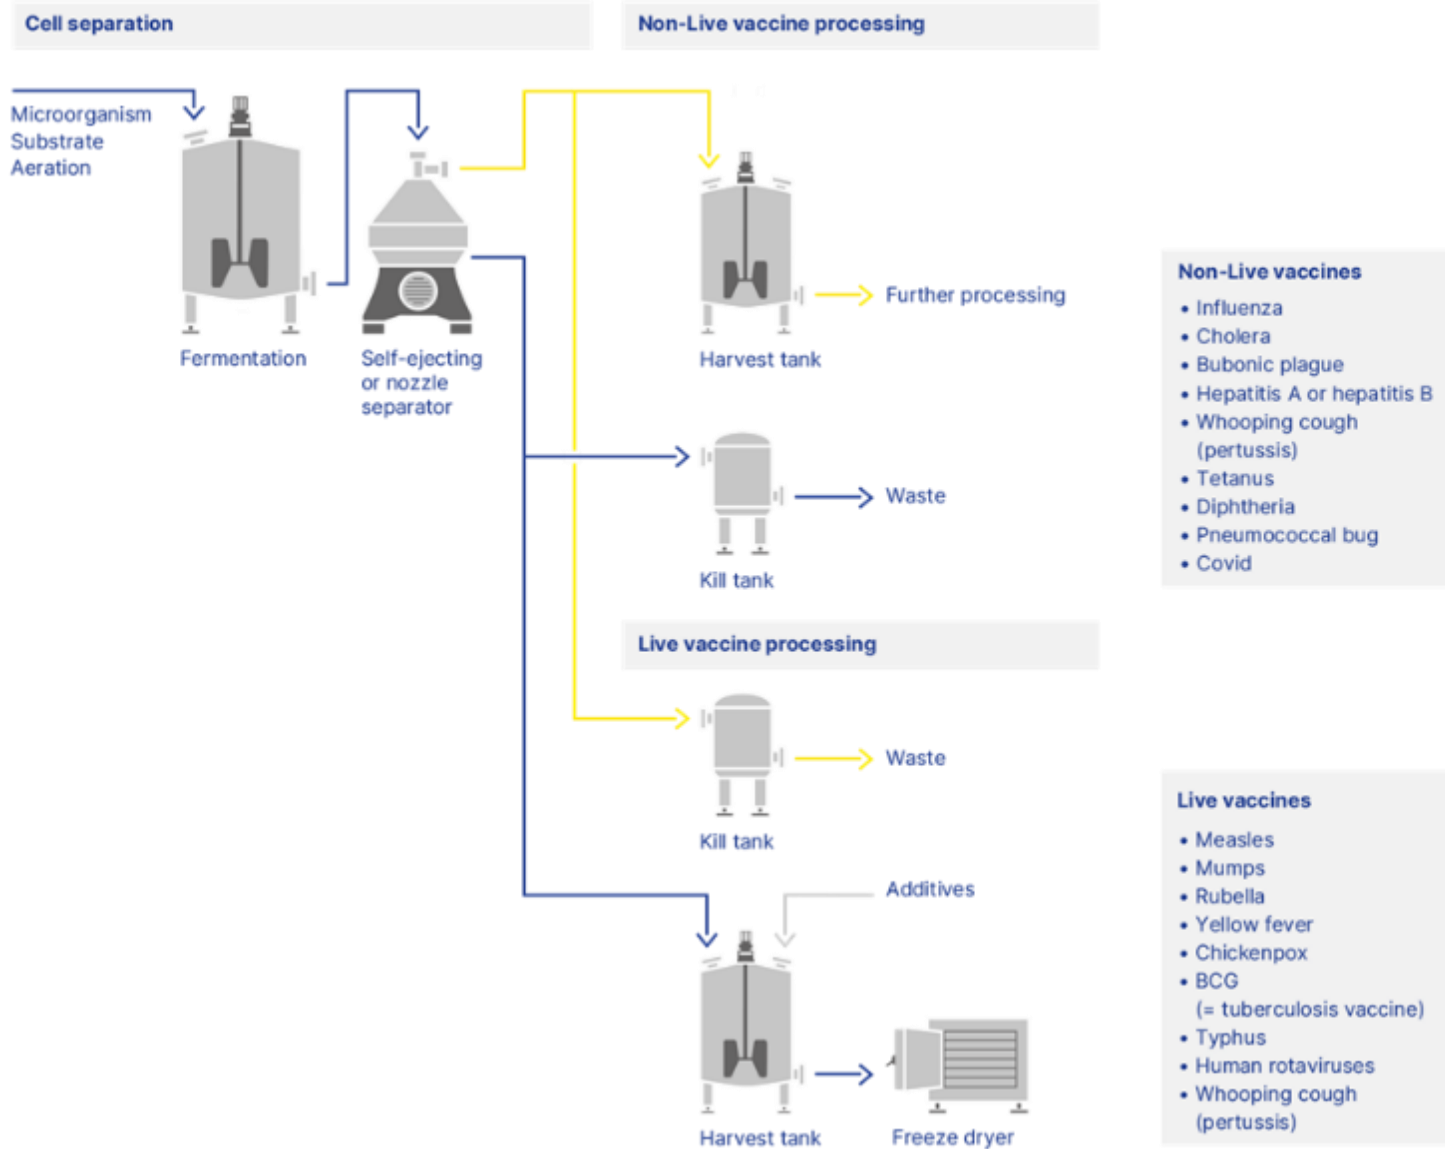 Cell separation
Non-Live vaccine processing
Microorganism
Substrate
Aeration
Fermentation
Self-ejecting
or nozzle
separator
Harvest tank
Further processing
Waste
Kill tank
Live vaccine processing
Waste
Kill tank
Additives
Harvest tank
Freeze dryer
Non-Live vaccines
• Influenza
• Cholera
• Bubonic plague
• Hepatitis A or hepatitis B
• Whooping cough
(pertussis)
• Tetanus
• Diphtheria
• Pneumococcal bug
• Covid
Live vaccines
• Measles
• Mumps
• Rubella
• Yellow fever
• Chickenpox
• BCG
(= tuberculosis vaccine)
• Typhus
• Human rotaviruses
• Whooping cough
(pertussis)